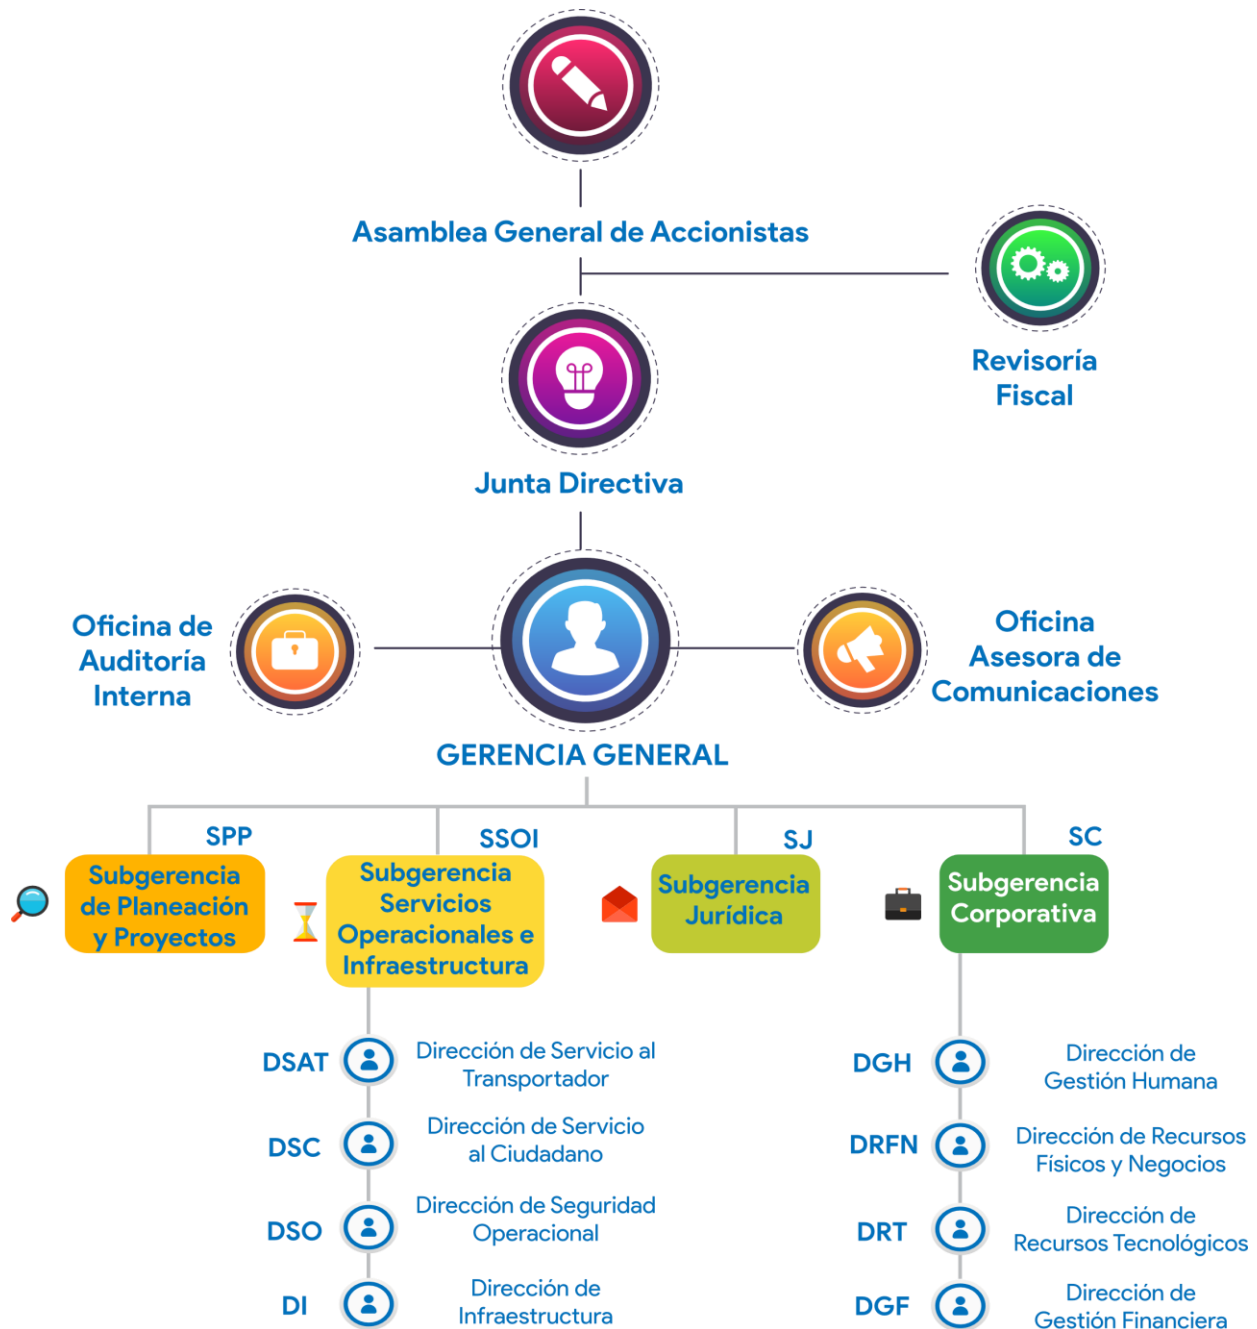 Asamblea General de Accionistas
Revisoría
Fiscal
Junta Directiva
Oficina de
Auditoría
Interna
Oficina
Asesora de
Comunicaciones
GERENCIA GENERAL
SPP
Subgerencia
de Planeación
y Proyectos
SSOI
Subgerencia
Servicios
Operacionales e
Infraestructura
SJ
Subgerencia
Jurídica
SC
Subgerencia
Corporativa
DSAT
Dirección de Servicio al
Transportador
DSC
Dirección de Servicio
al Ciudadano
DSO
Dirección de Seguridad
Operacional
DI
Dirección de
Infraestructura
DGH
Dirección de
Gestión Humana
DRFN
Dirección de Recursos
Físicos y Negocios
DRT
Dirección de
Recursos Tecnológicos
DGF
Dirección de
Gestión Financiera